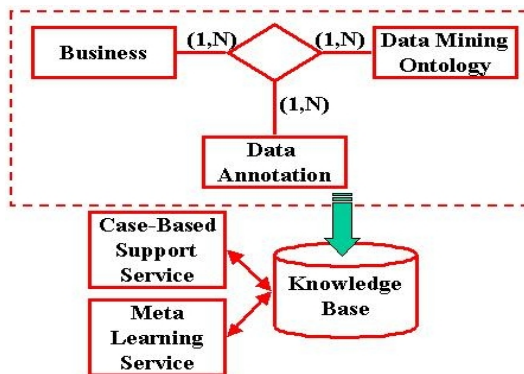 Business
(1,N)
(1,N)
Data Mining
Ontology
(1,N)
Data
Annotation
Case-Based
Support
Service
Knowledge
Base
Meta
Learning
Service